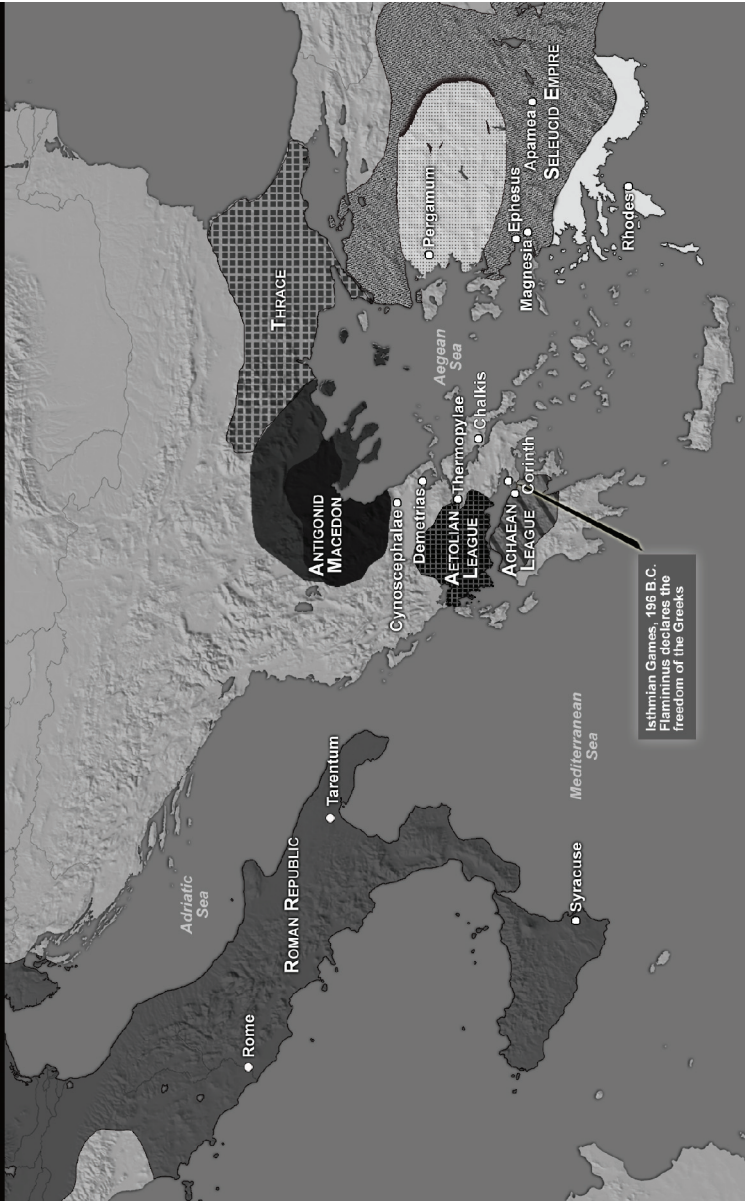 THRACE
ANTIGONID
MACEDON
Cynoscephalae
Demetrias
AETOLIAN
LEAGUE
Thermopylae
Chalkis
ACHAEAN
LEAGUE
Corinth
Aegean
Sea
Pergamum
Ephesus
Magnesia
Apamea
SELEUCID EMPIRE
Rhodes
Adriatic
Sea
ROMAN REPUBLIC
Rome
Tarentum
Syracuse
Mediterranean
Sea
Isthmian Games, 196 B.C.
Flamininus declares the
freedom of the Greeks